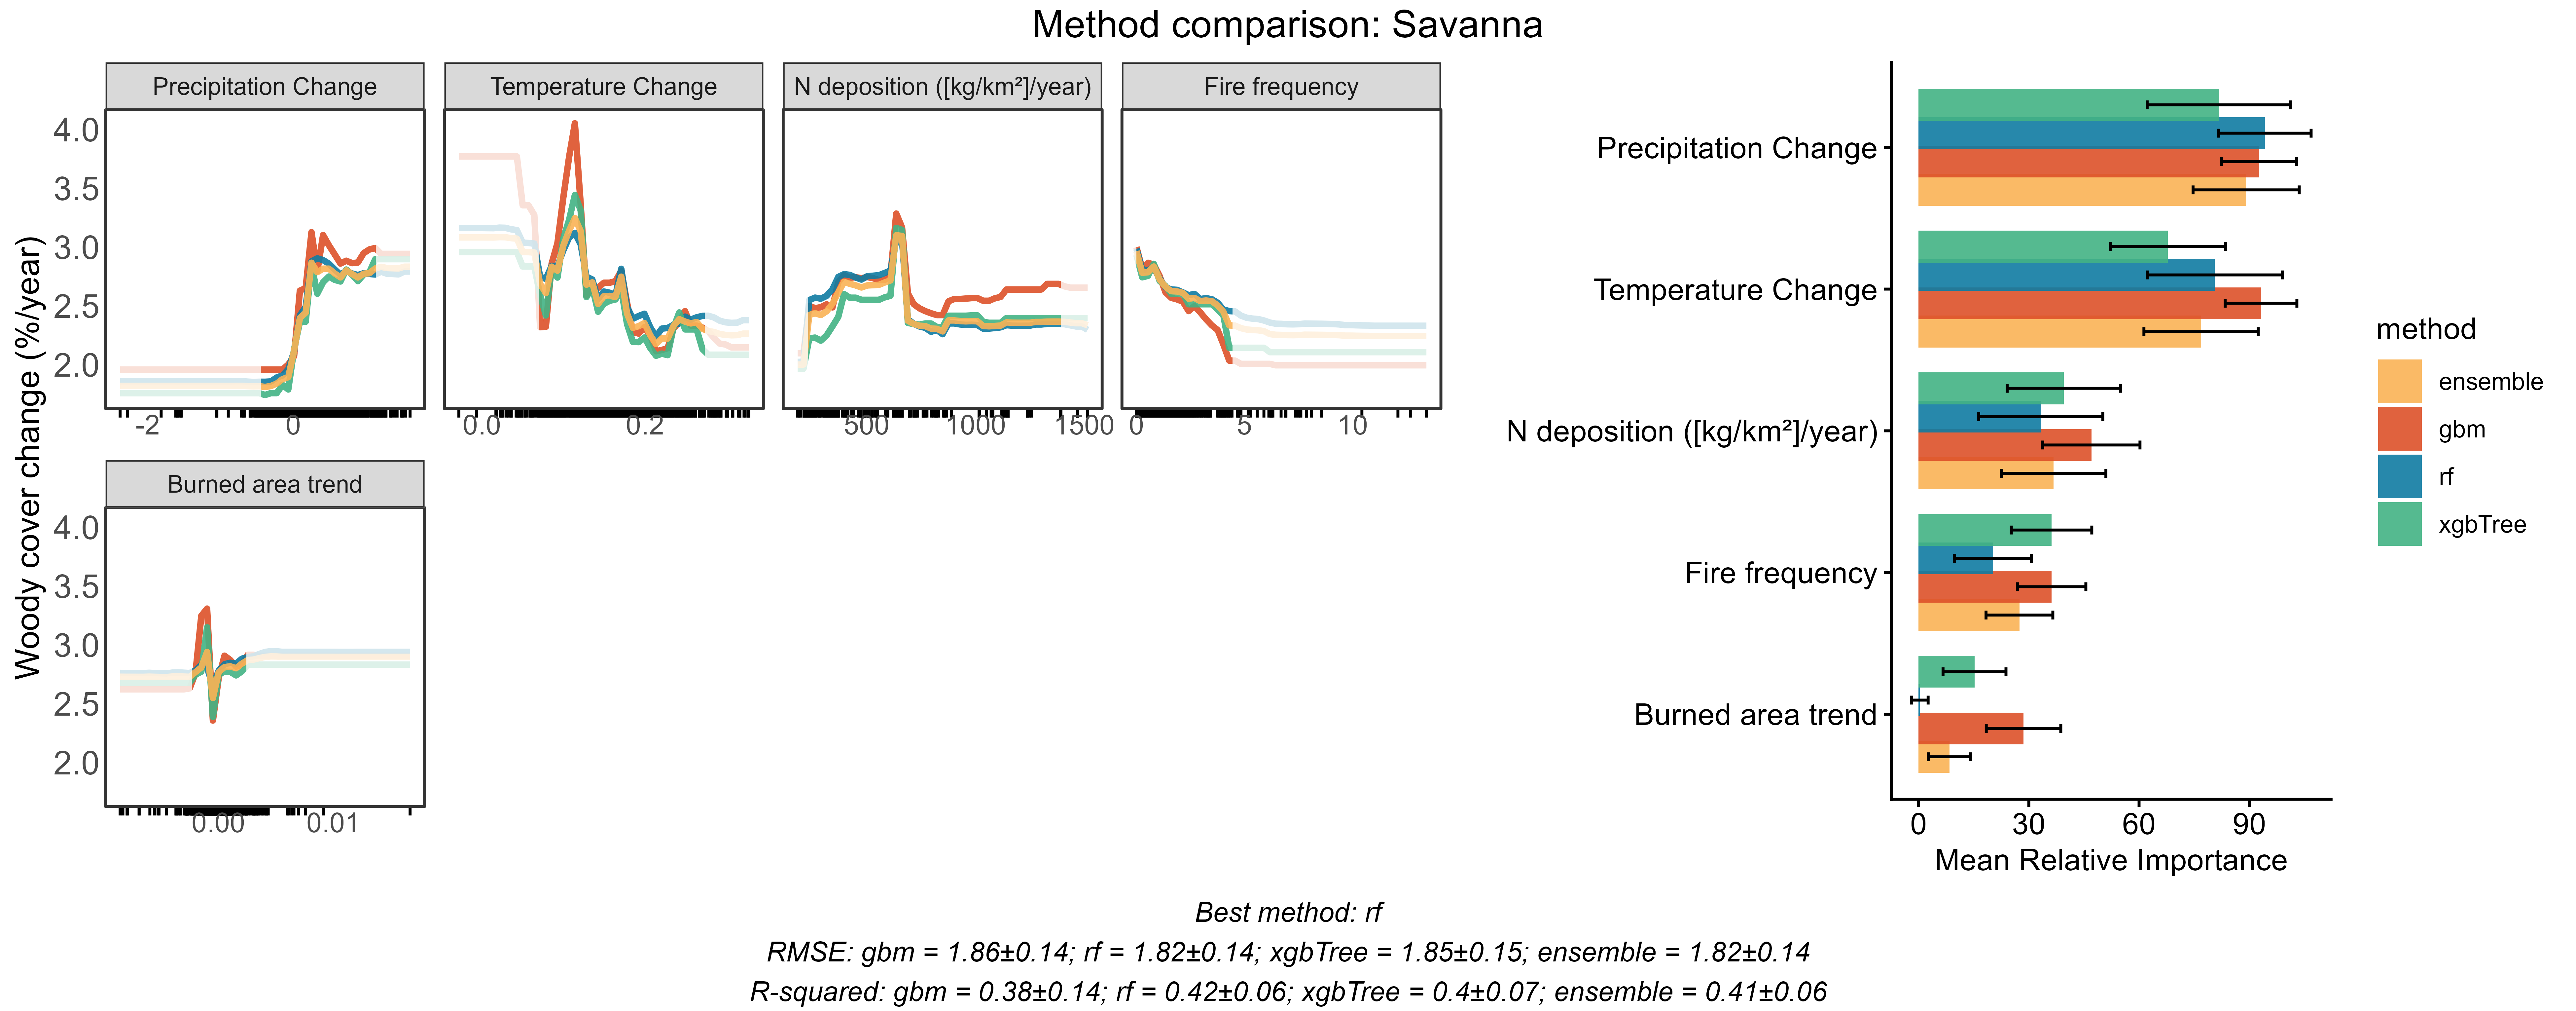 Method comparison: Savanna
Precipitation Change
Temperature Change
N deposition ([kg/km²]/year)
Fire frequency
Woody cover change (%/year)
4.0
3.5
3.0
2.5
2.0
-2 0
0.0 0.2
500 1000 1500
0 5 10
Burned area trend
4.0
3.5
3.0
2.5
2.0
0.00 0.01
Precipitation Change
Temperature Change
N deposition ([kg/km²]/year)
Fire frequency
Burned area trend
0 30 60 90
Mean Relative Importance
method
ensemble
gbm
rf
xgbTree
Best method: rf
RMSE: gbm = 1.86±0.14; rf = 1.82±0.14; xgbTree = 1.85±0.15; ensemble = 1.82±0.14
R-squared: gbm = 0.38±0.14; rf = 0.42±0.06; xgbTree = 0.4±0.07; ensemble = 0.41±0.06